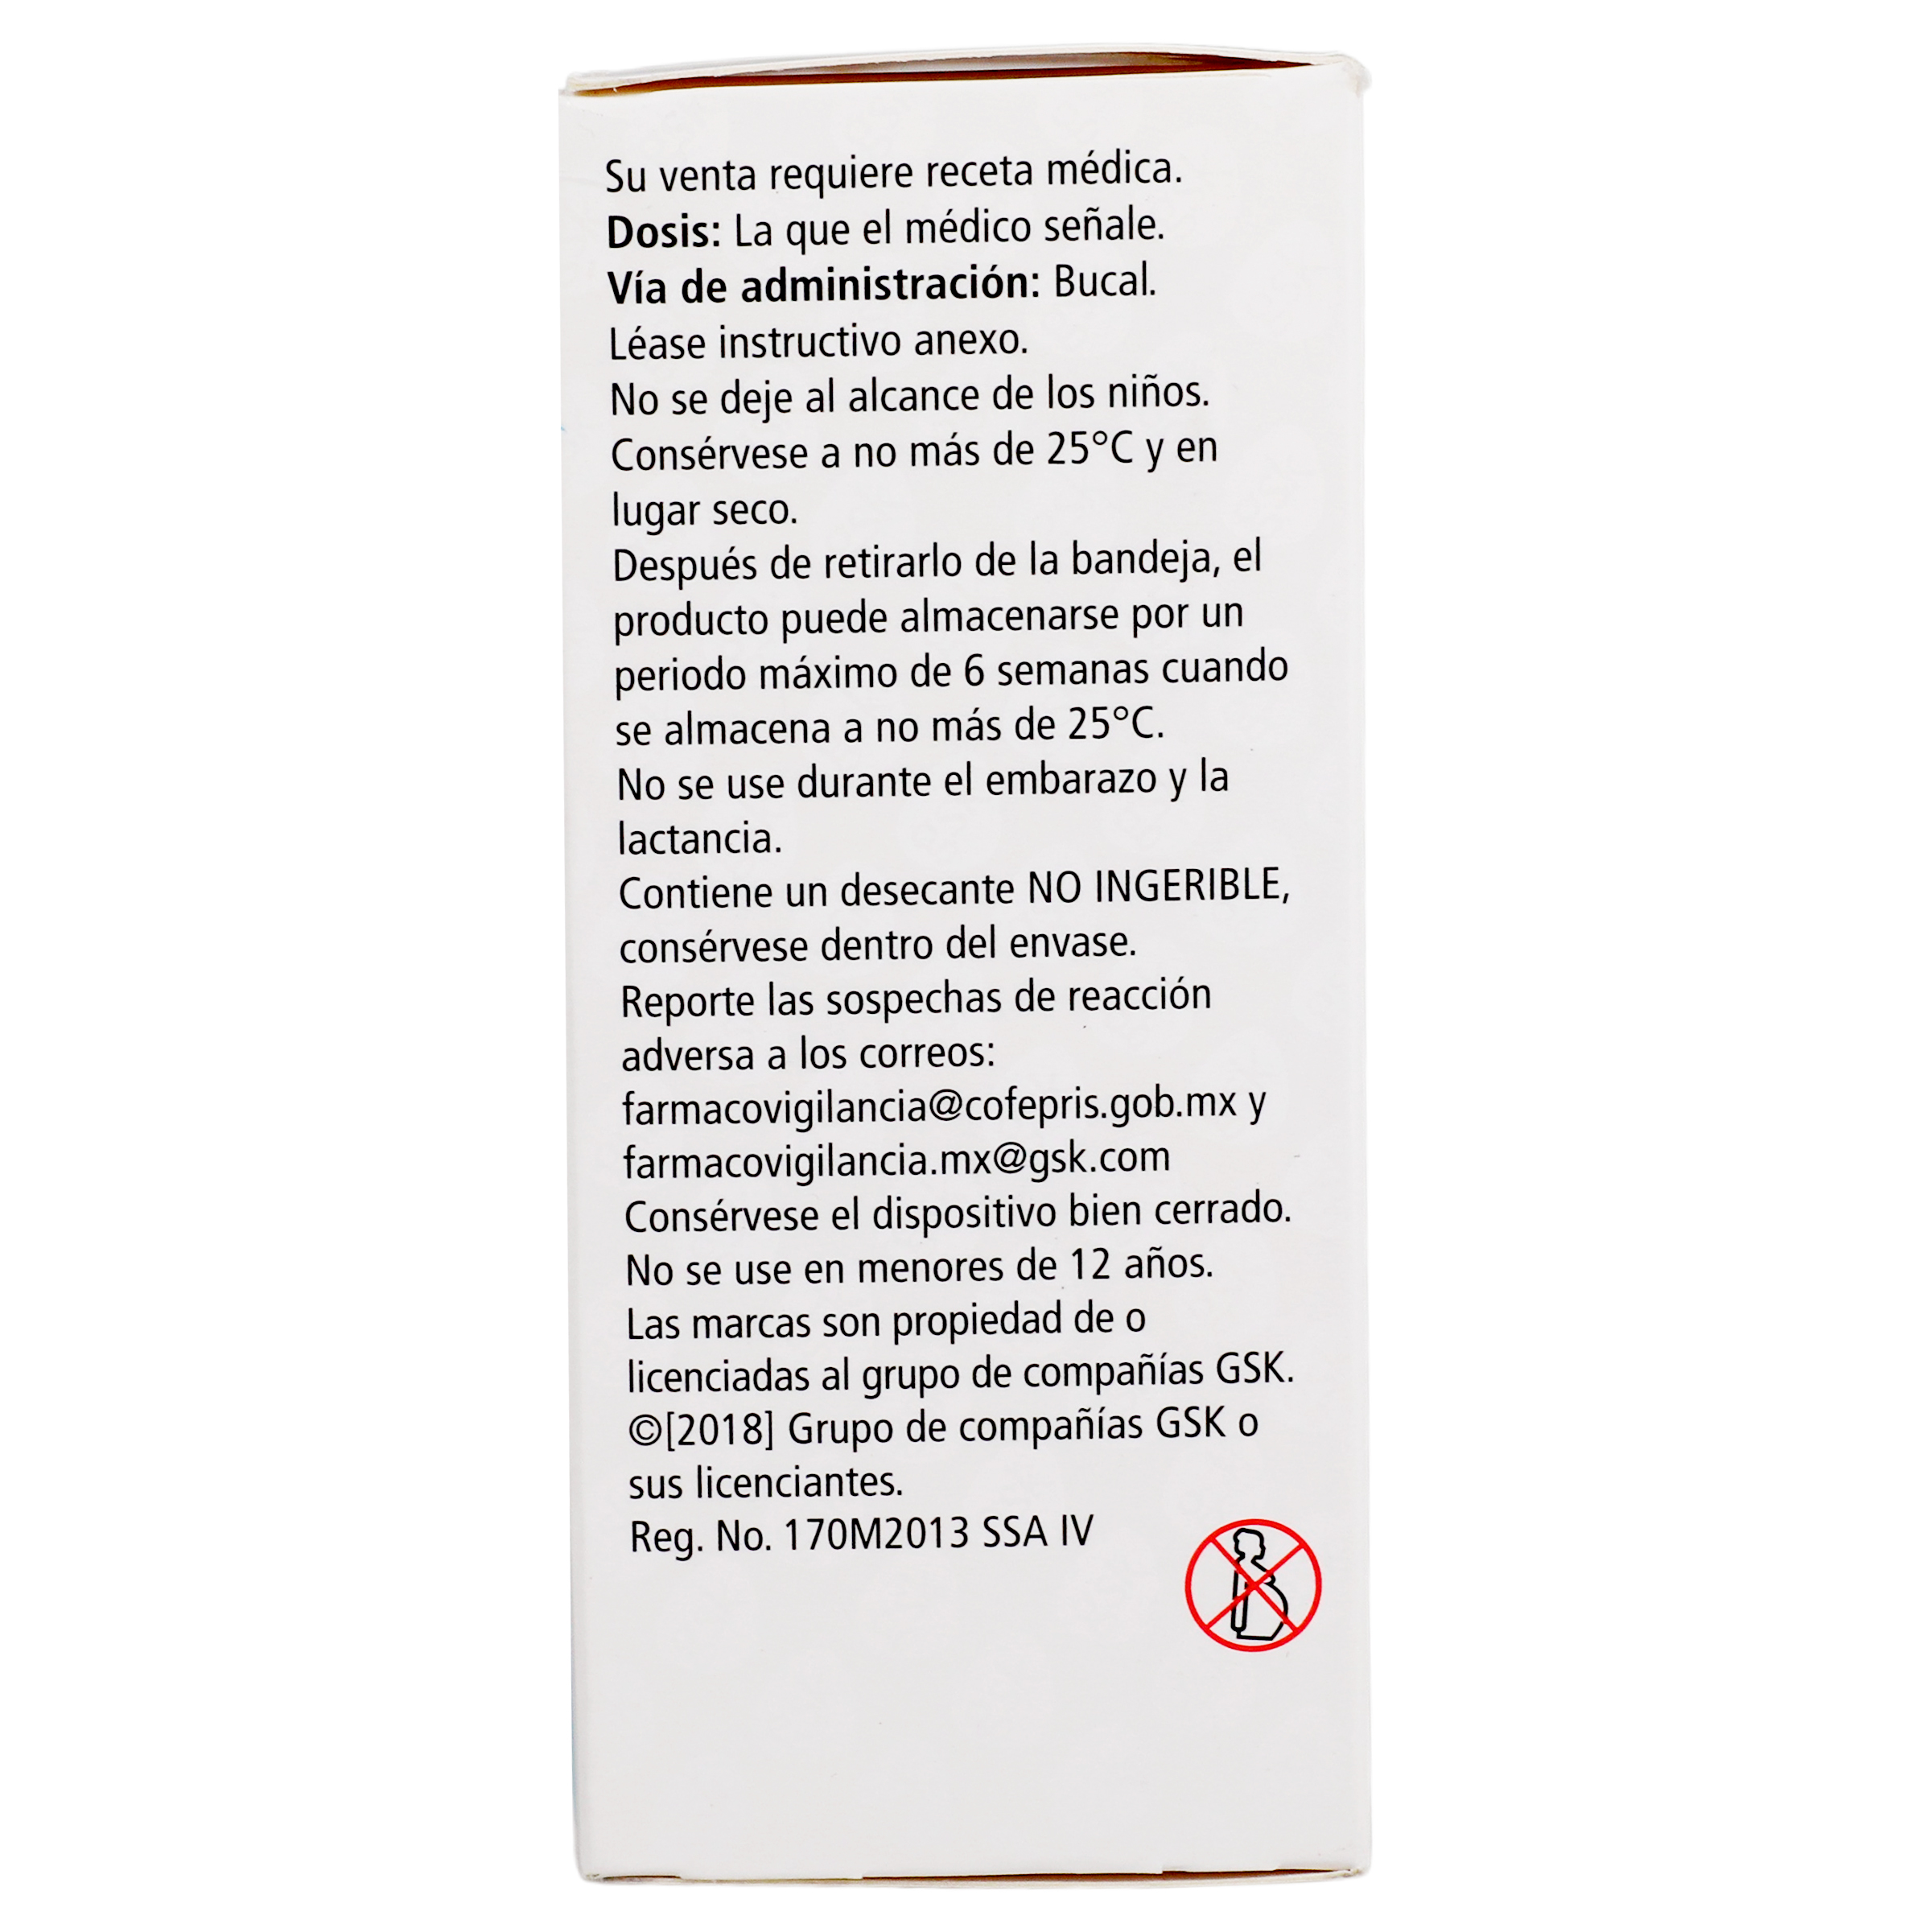 Su venta requiere receta médica.
Dosis: La que el médico señale.
Vía de administración: Bucal.
Léase instructivo anexo.
No se deje al alcance de los niños.
Consérvese a no más de 25°C y en
lugar seco.
Después de retirarlo de la bandeja, el
producto puede almacenarse por un
periodo máximo de 6 semanas cuando
se almacena a no más de 25°C.
No se use durante el embarazo y la
lactancia.
Contiene un desecante NO INGERIBLE,
consérvese dentro del envase.
Reporte las sospechas de reacción
adversa a los correos:
farmacovigilancia@cofepris.gob.mx y
farmacovigilancia.mx@gsk.com
Consérvese el dispositivo bien cerrado.
No se use en menores de 12 años.
Las marcas son propiedad de o
licenciadas al grupo de compañías GSK.
©[2018] Grupo de compañías GSK o
sus licenciantes.
Reg. No. 170M2013 SSA IV